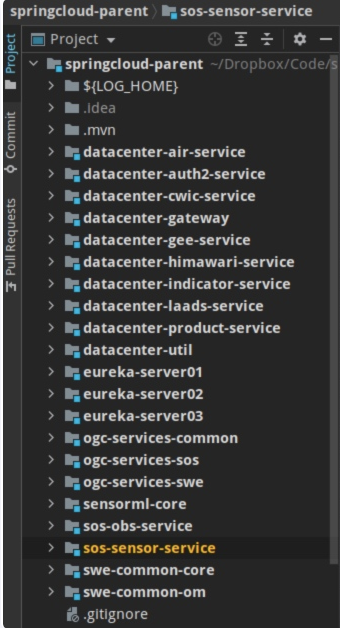 springcloud-parent sos-sensor-service
Project
springcloud-parent ~/Dropbox/Code/s
${LOG_HOME}
.idea
.mvn
datacenter-air-service
datacenter-auth2-service
datacenter-cwic-service
datacenter-gateway
datacenter-gee-service
datacenter-himawari-service
datacenter-indicator-service
datacenter-laads-service
datacenter-product-service
datacenter-util
eureka-server01
eureka-server02
eureka-server03
ogc-services-common
ogc-services-sos
ogc-services-swe
sensorml-core
sos-obs-service
sos-sensor-service
swe-common-core
swe-common-om
.gitignore
Project
Commit
Pull Requests